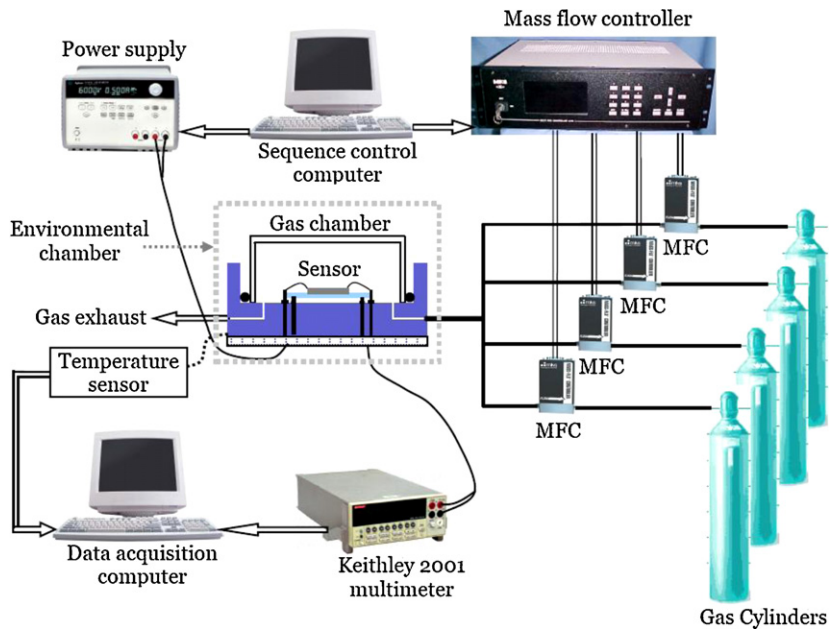 Mass flow controller
Power supply
Sequence control
computer
Environmental
chamber
Gas chamber
Sensor
MFC
MFC
MFC
MFC
Gas exhaust
Temperature
sensor
Data acquisition
computer
Keithley 2001
multimeter
Gas Cylinders